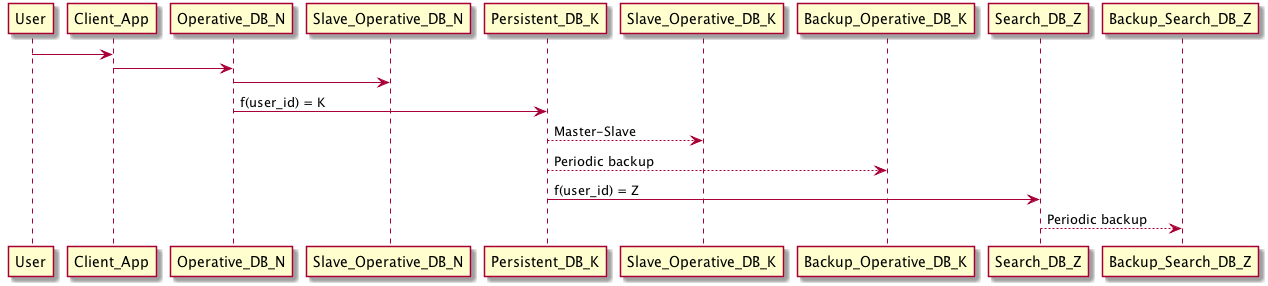 User Client_App Operative_DB_N Slave_Operative_DB_N Persistent_DB_K Slave_Operative_DB_K Backup_Operative_DB_K Search_DB_Z Backup_Search_DB_Z
f(user_id) = K
Master-Slave
Periodic backup
f(user_id) = Z
Periodic backup
User Client_App Operative_DB_N Slave_Operative_DB_N Persistent_DB_K Slave_Operative_DB_K Backup_Operative_DB_K Search_DB_Z Backup_Search_DB_Z